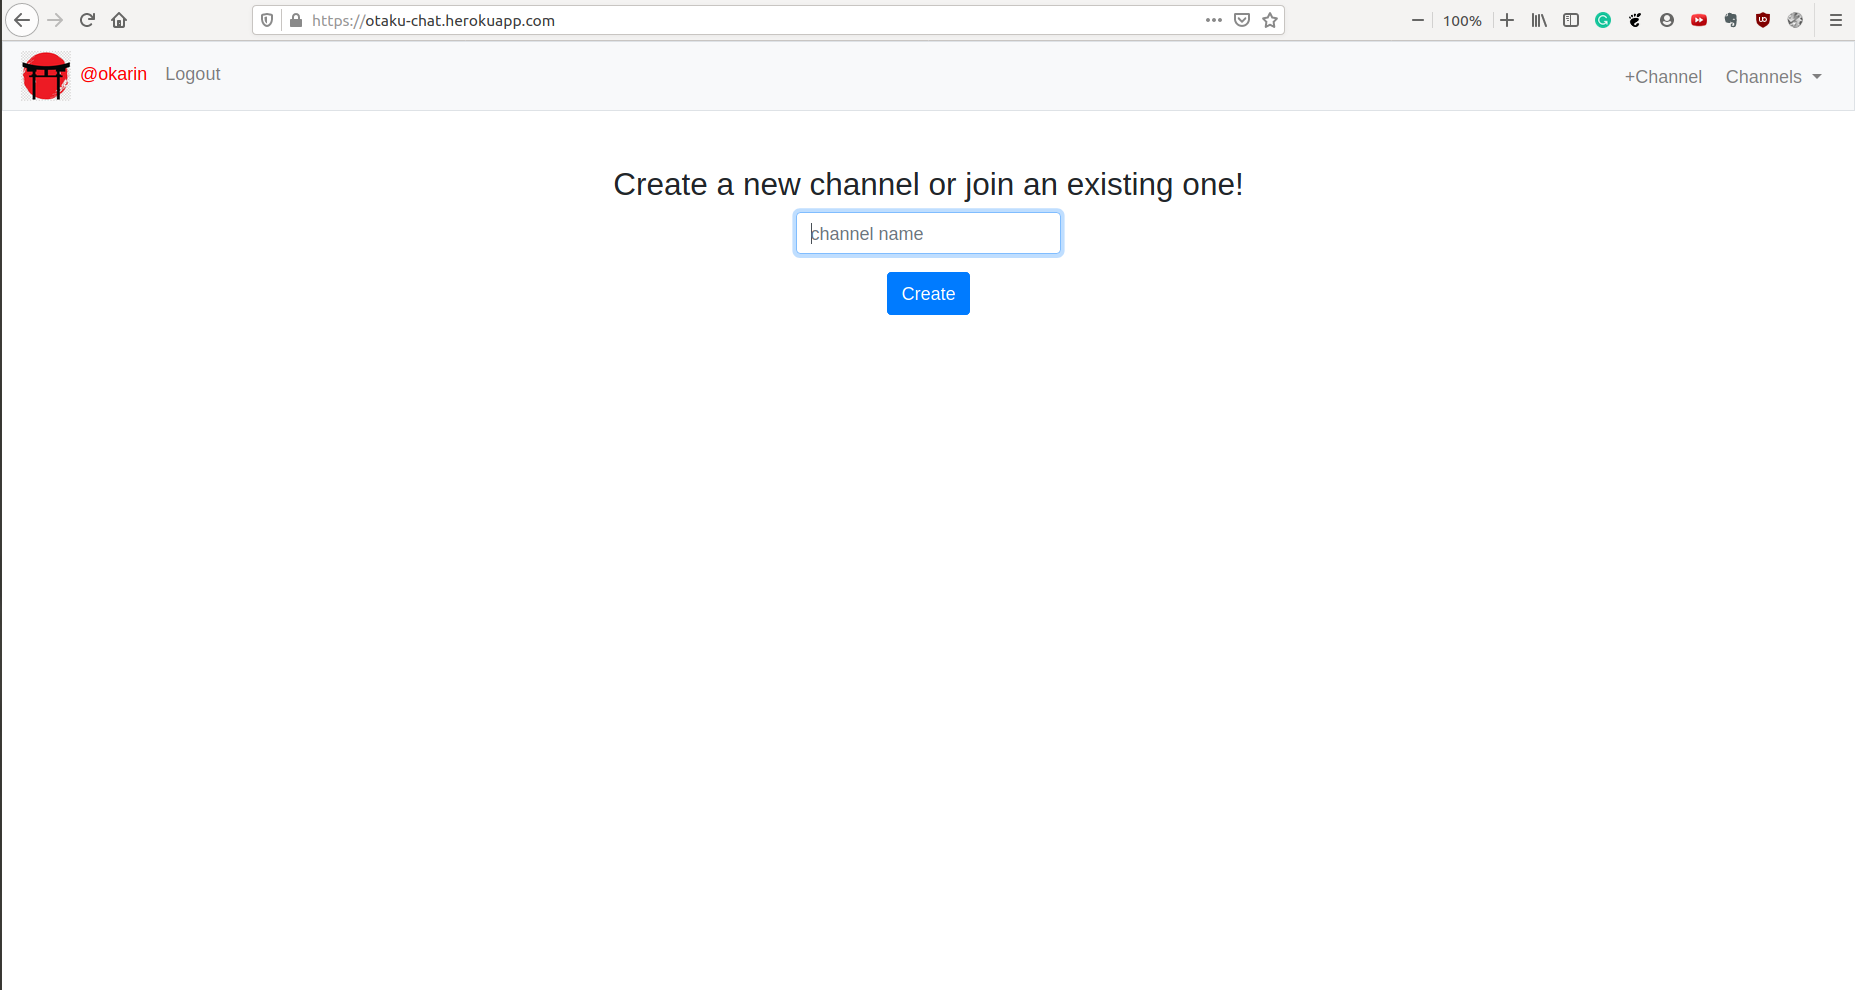 https://otaku-chat.herokuapp.com
100%
@okarin Logout
+Channel Channels
Create a new channel or join an existing one!
channel name
Create